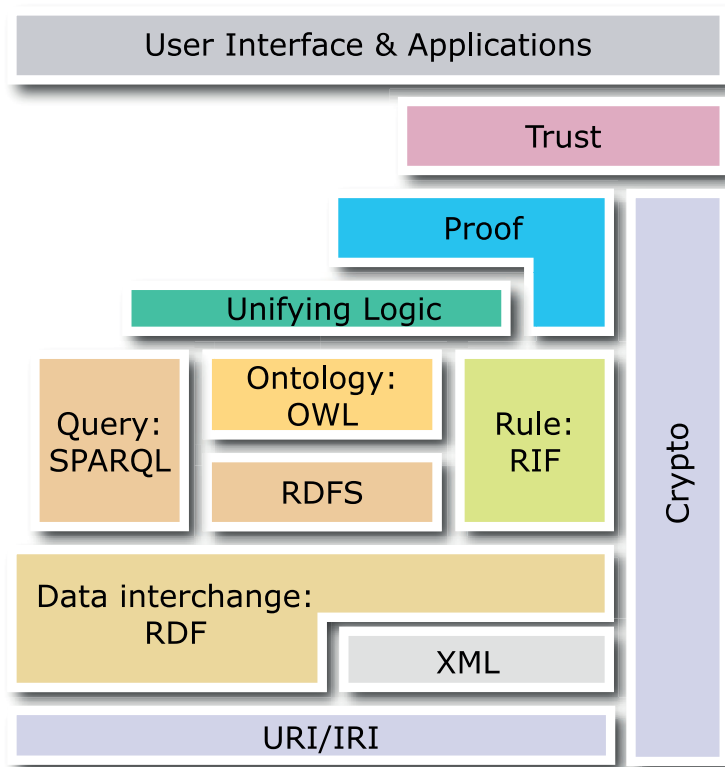 User Interface & Applications
Trust
Proof
Unifying Logic
Query:
SPARQL
Ontology:
OWL
RDFS
Rule:
RIF
Crypto
Data interchange:
RDF
XML
URI/IRI